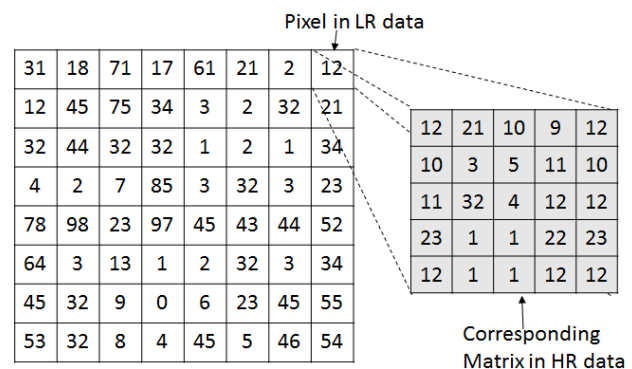 Pixel in LR data
31 18 71 17 61 21 2 12
12 45 75 34 3 2 32 21
32 44 32 32 1 2 1 34
4 2 7 85 3 32 3 23
78 98 23 97 45 43 44 52
64 3 13 1 2 32 3 34
45 32 9 0 6 23 45 55
53 32 8 4 45 5 46 54
12 21 10 9 12
10 3 5 11 10
11 32 4 12 12
23 1 1 22 23
12 1 1 12 12
Corresponding
Matrix in HR data